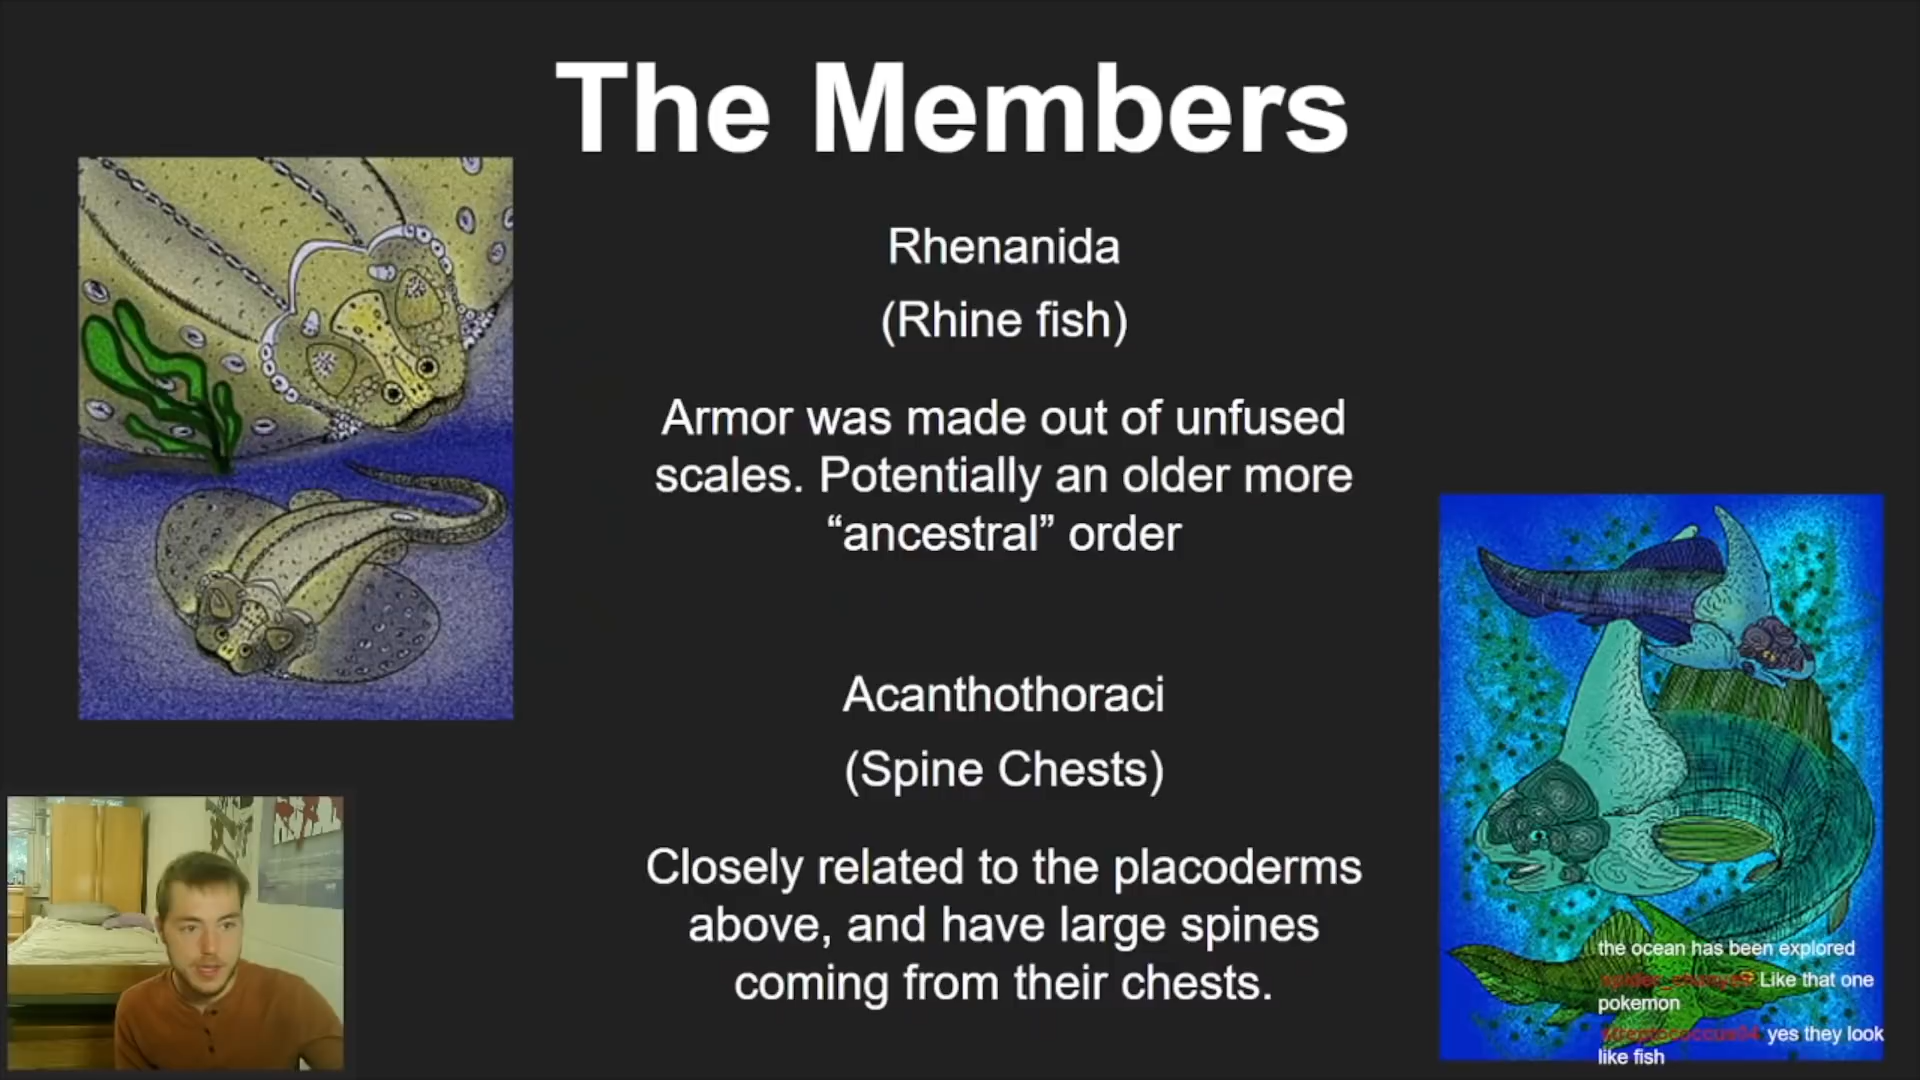 The Members
Rhenanida
(Rhine fish)
Armor was made out of unfused
scales. Potentially an older more
“ancestral” order
Acanthothoraci
(Spine Chests)
Closely related to the placoderms
above, and have large spines
coming from their chests.
the ocean has been explored
Like that one
pokemon
yes they look
like fish